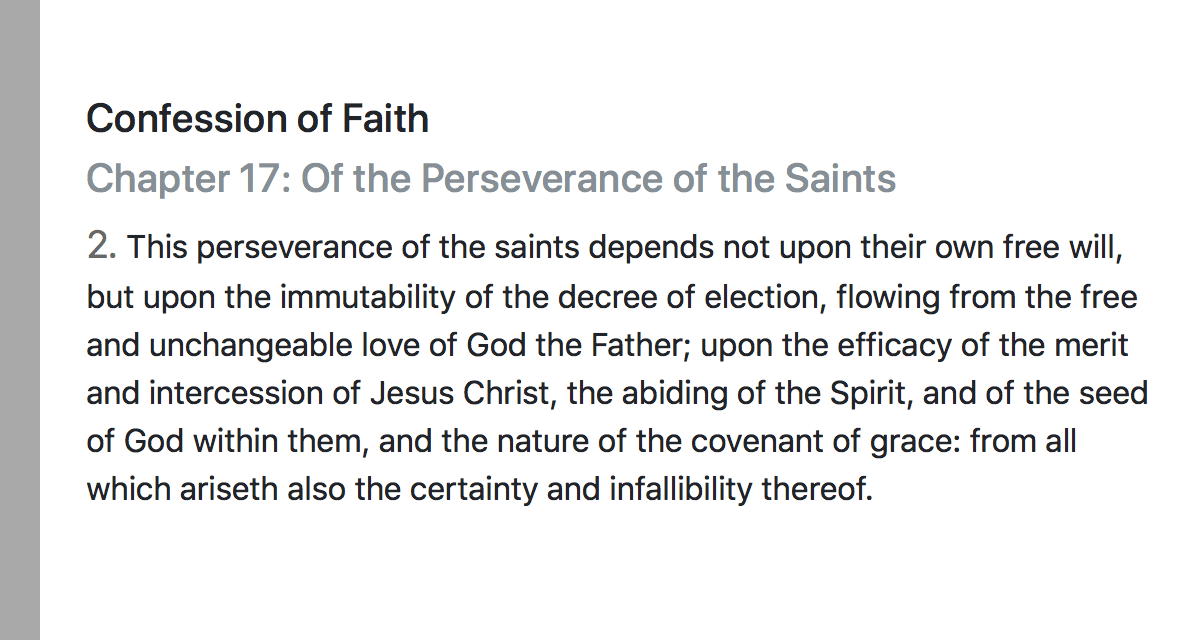 Confession of Faith
Chapter 17: Of the Perseverance of the Saints
2. This perseverance of the saints depends not upon their own free will,
but upon the immutability of the decree of election, flowing from the free
and unchangeable love of God the Father; upon the efficacy of the merit
and intercession of Jesus Christ, the abiding of the Spirit, and of the seed
of God within them, and the nature of the covenant of grace: from all
which ariseth also the certainty and infallibility thereof.